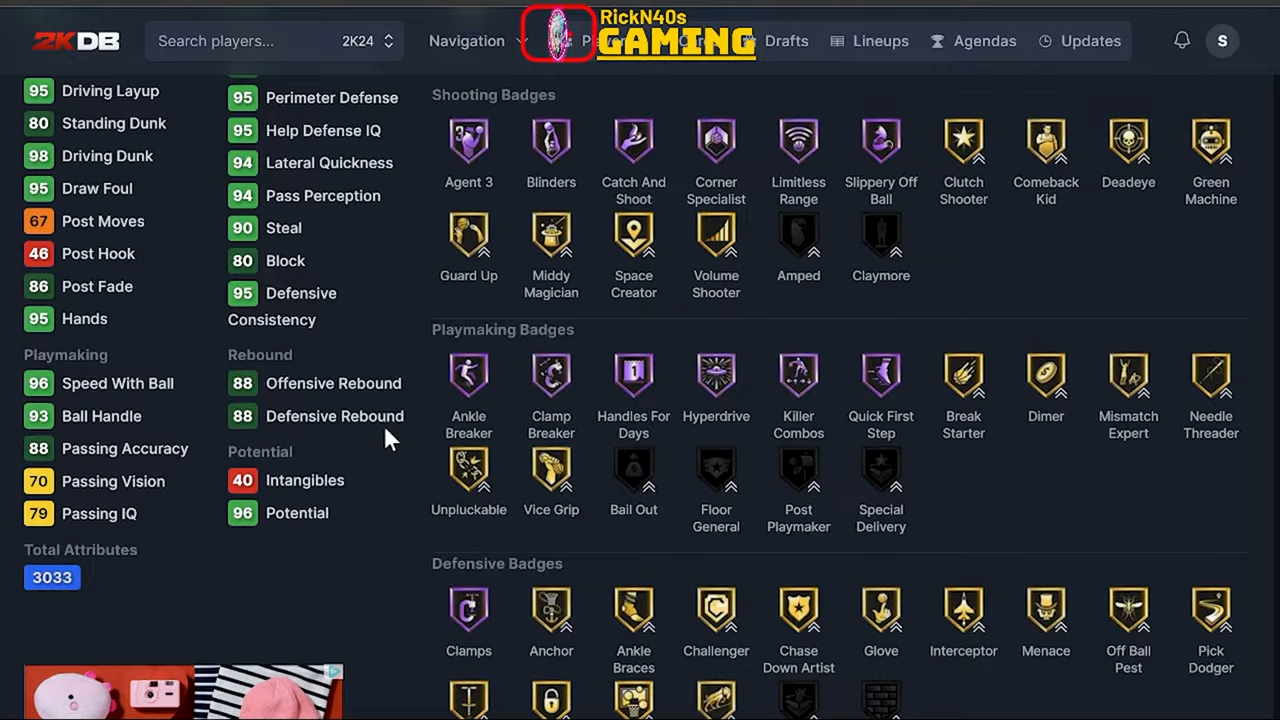 RickN40s
GAMING
2KDB
Search players...
2K24
Navigation
Drafts
Lineups
Agendas
Updates
S
95 Driving Layup
80 Standing Dunk
98 Driving Dunk
95 Draw Foul
67 Post Moves
46 Post Hook
86 Post Fade
95 Hands
Playmaking
96 Speed With Ball
93 Ball Handle
88 Passing Accuracy
70 Passing Vision
79 Passing IQ
Total Attributes
3033
95 Perimeter Defense
95 Help Defense IQ
94 Lateral Quickness
94 Pass Perception
90 Steal
80 Block
95 Defensive
Consistency
Rebound
88 Offensive Rebound
88 Defensive Rebound
Potential
40 Intangibles
96 Potential
Shooting Badges
3
Agent 3
Blinders
Catch And
Shoot
Corner
Specialist
Limitless
Range
Slippery Off
Ball
Clutch
Shooter
Comeback
Kid
Deadeye
Green
Machine
Guard Up
Middy
Magician
Space
Creator
Volume
Shooter
Amped
Claymore
Playmaking Badges
Ankle
Breaker
Clamp
Breaker
1
Handles For
Days
Hyperdrive
Killer
Combos
Quick First
Step
Break
Starter
Dimer
Mismatch
Expert
Needle
Threader
Unpluckable
Vice Grip
Bail Out
Floor
General
Post
Playmaker
Special
Delivery
Defensive Badges
Clamps
Anchor
Ankle
Braces
Challenger
Chase
Down Artist
Glove
Interceptor
Menace
Off Ball
Pest
Pick
Dodger